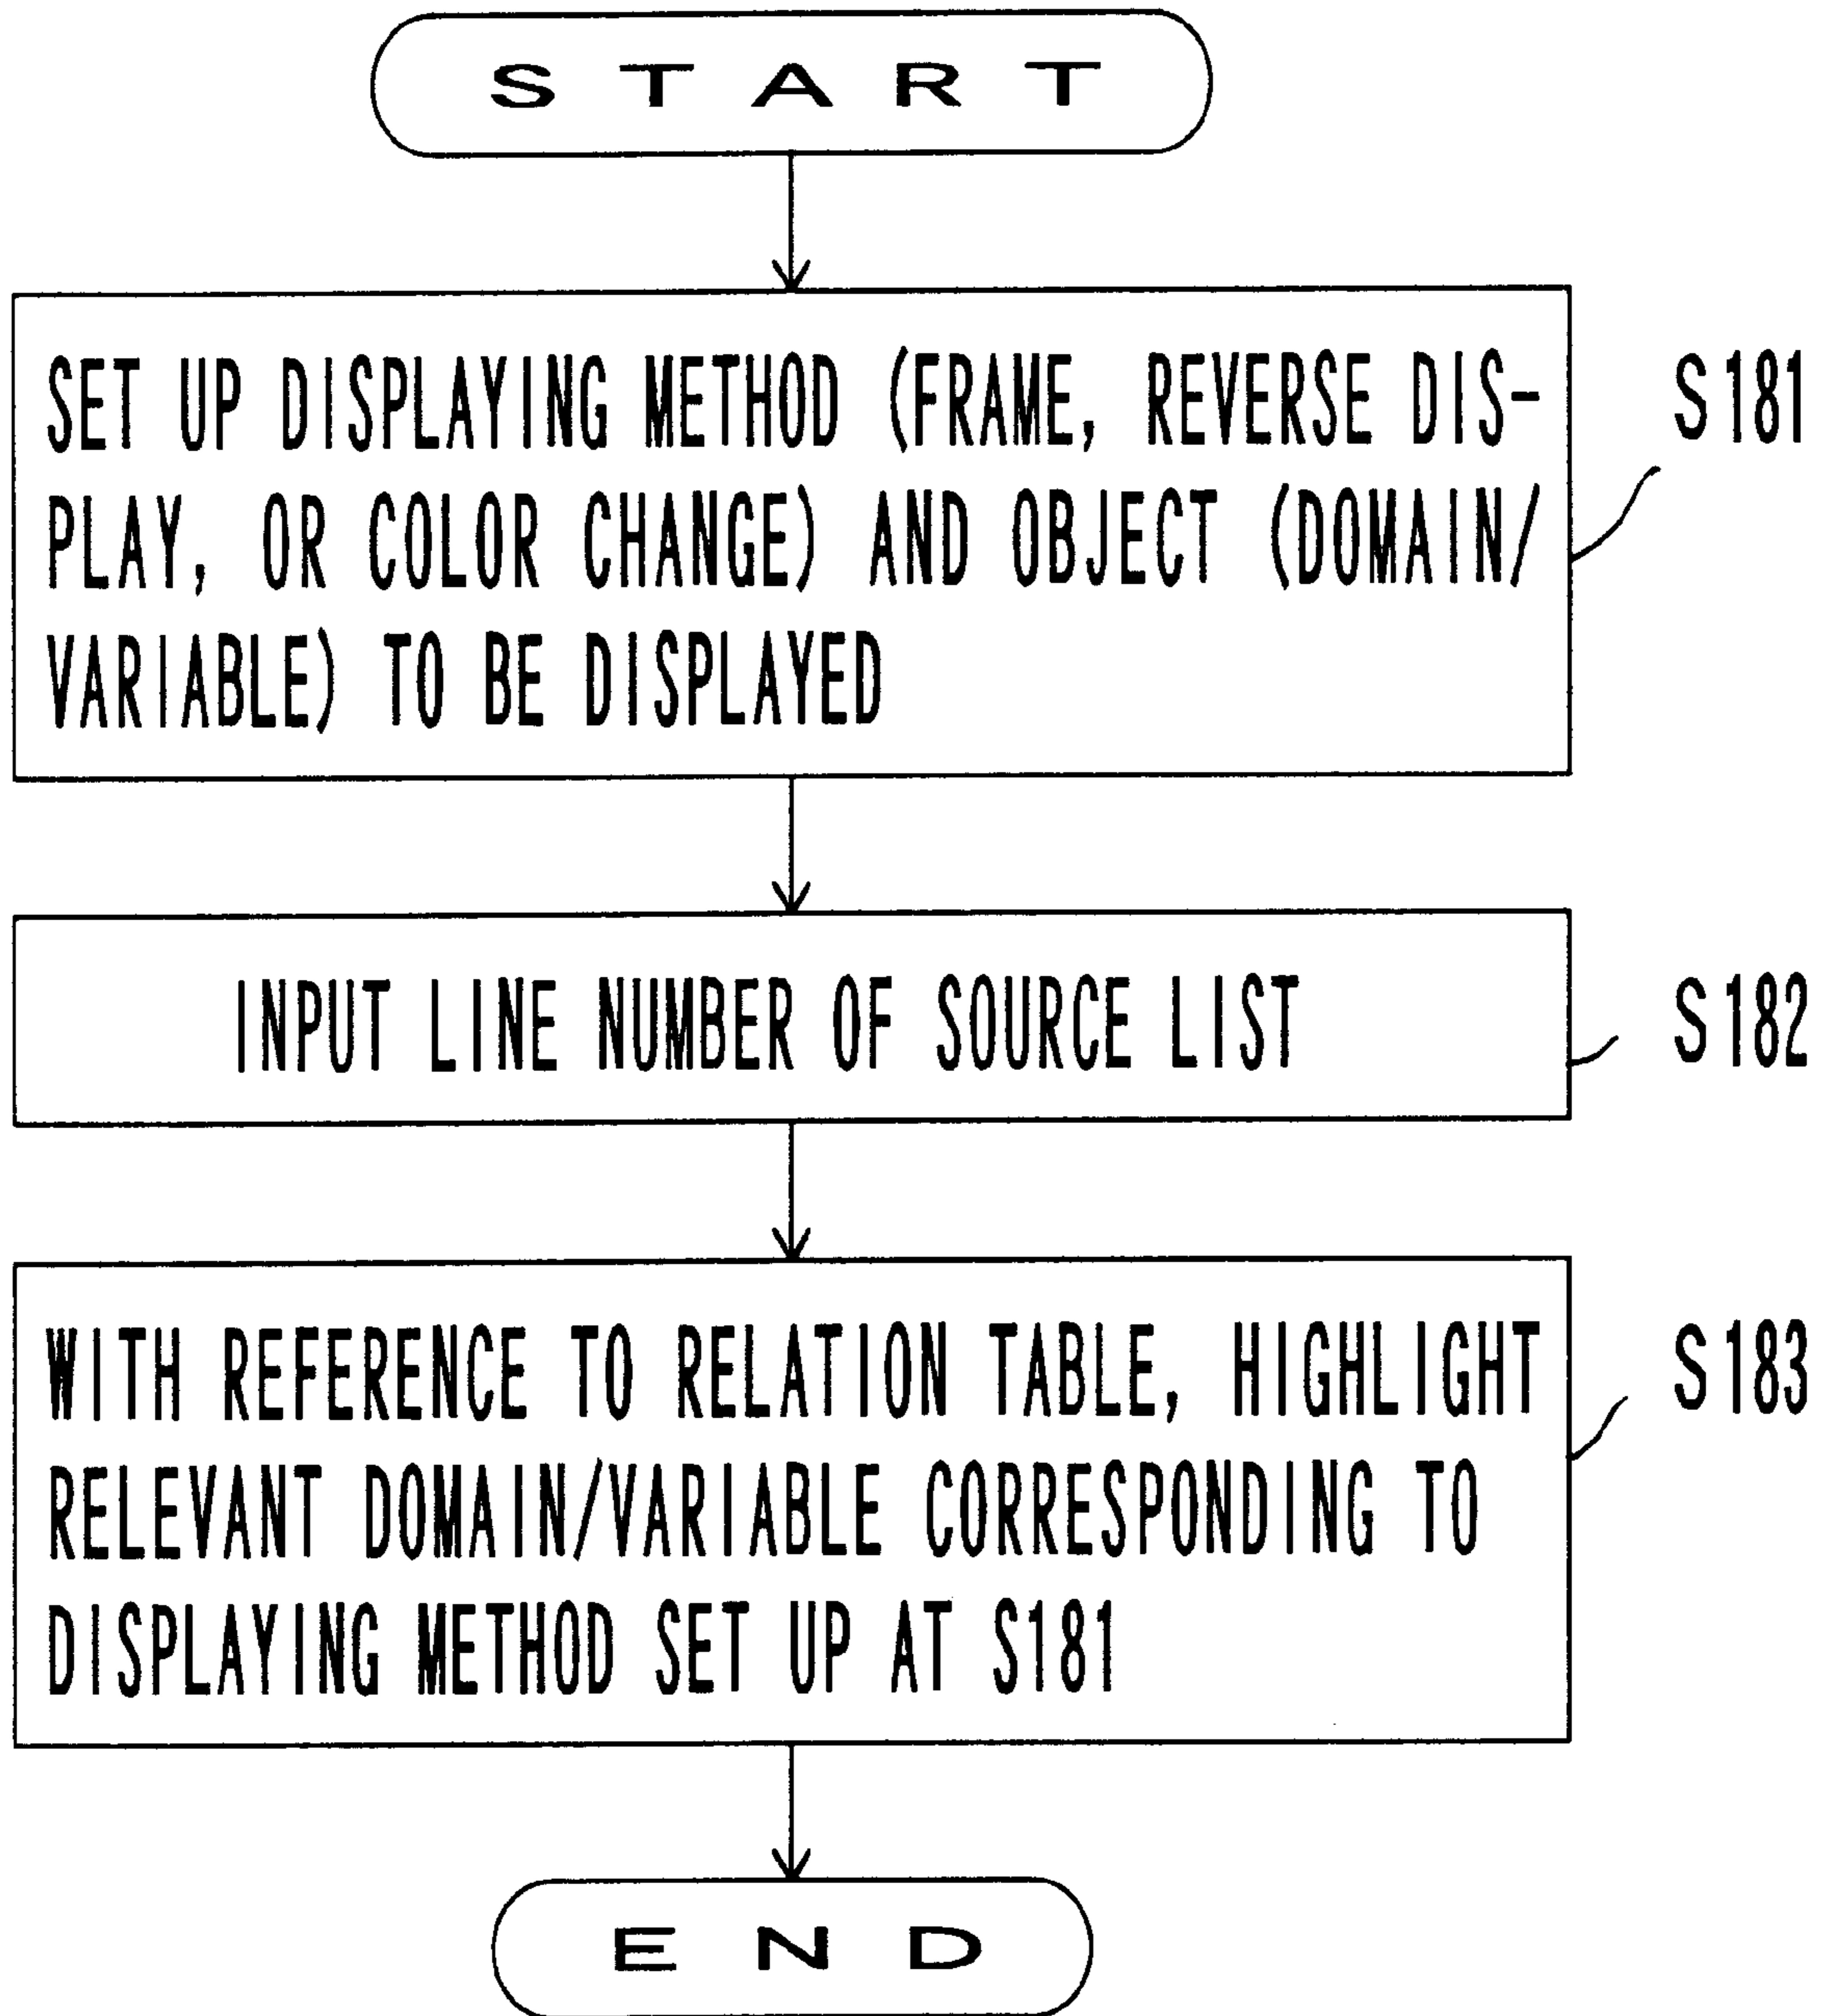 START
SET UP DISPLAYING METHOD (FRAME, REVERSE DIS-
PLAY, OR COLOR CHANGE) AND OBJECT (DOMAIN/
VARIABLE) TO BE DISPLAYED
S181
INPUT LINE NUMBER OF SOURCE LIST
S182
WITH REFERENCE TO RELATION TABLE, HIGHLIGHT
RELEVANT DOMAIN/VARIABLE CORRESPONDING TO
DISPLAYING METHOD SET UP AT S181
S183
END